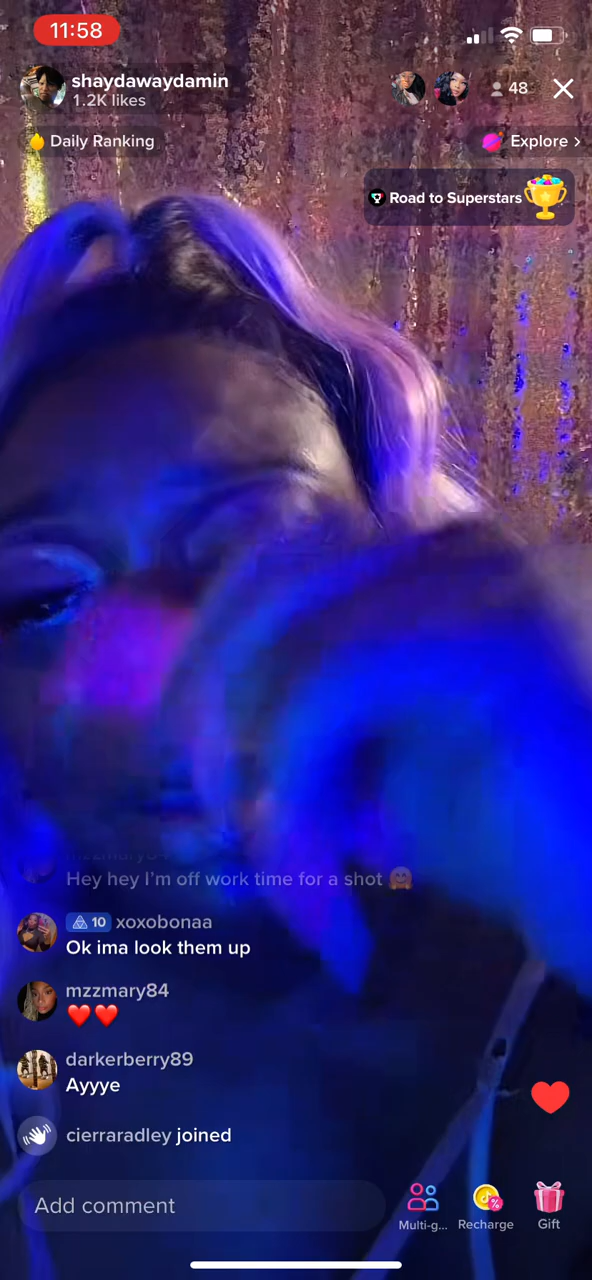 11:58
shaydawaydamin
1.2K likes
48
Daily Ranking
Explore >
Road to Superstars
mzzmary84
Hey hey I'm off work time for a shot 🤗
10 xoxobonaa
Ok ima look them up
mzzmary84
❤️❤️
darkerberry89
Ayyye
cierraradley joined
Add comment
Multi-g...
Recharge
Gift